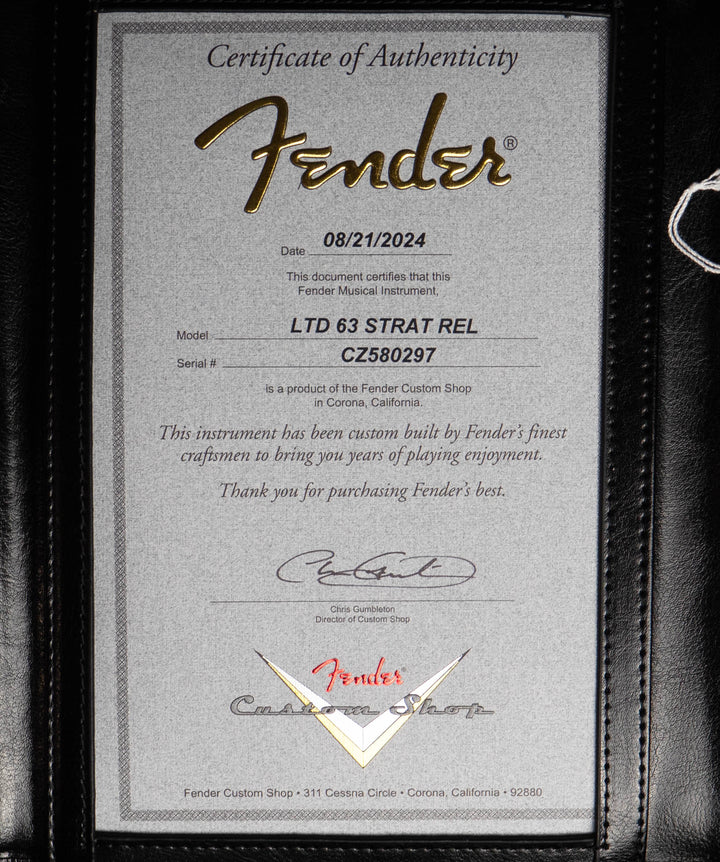 Certificate of Authenticity
Fender®
Date 08/21/2024
This document certifies that this
Fender Musical Instrument,
Model LTD 63 STRAT REL
Serial # CZ580297
is a product of the Fender Custom Shop
in Corona, California.
This instrument has been custom built by Fender's finest
craftsmen to bring you years of playing enjoyment.
Thank you for purchasing Fender's best.
Chris Gumbleton
Director of Custom Shop
Fender®
Custom Shop
Fender Custom Shop • 311 Cessna Circle • Corona, California • 92880